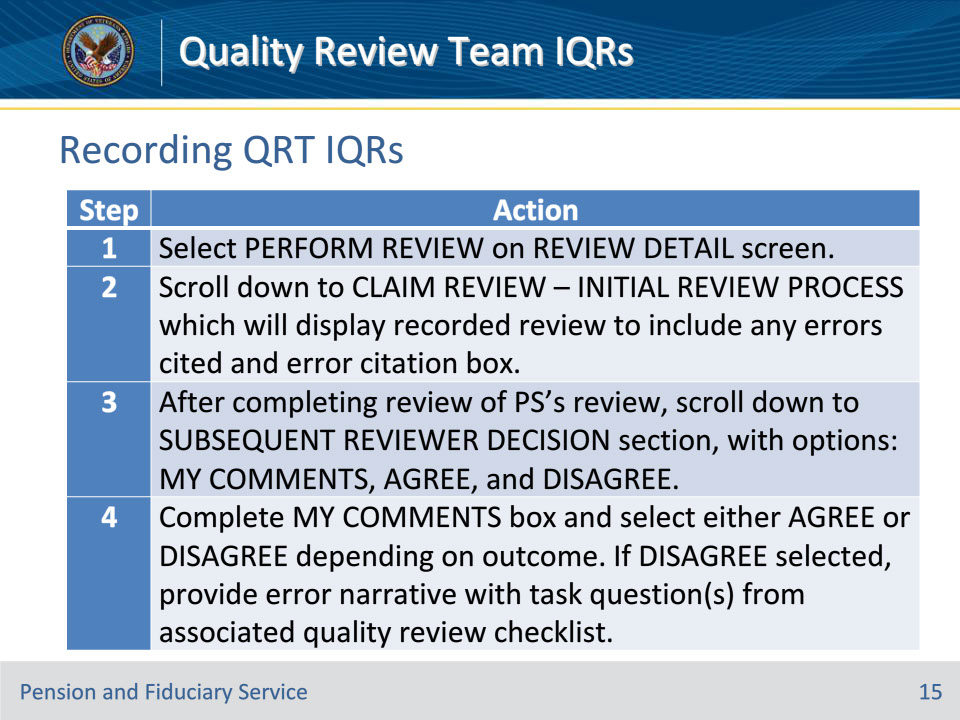 Quality Review Team IQRs
Recording QRT IQRs
Step Action
1 Select PERFORM REVIEW on REVIEW DETAIL screen.
2 Scroll down to CLAIM REVIEW – INITIAL REVIEW PROCESS
which will display recorded review to include any errors
cited and error citation box.
3 After completing review of PS’s review, scroll down to
SUBSEQUENT REVIEWER DECISION section, with options:
MY COMMENTS, AGREE, and DISAGREE.
4 Complete MY COMMENTS box and select either AGREE or
DISAGREE depending on outcome. If DISAGREE selected,
provide error narrative with task question(s) from
associated quality review checklist.
Pension and Fiduciary Service 15